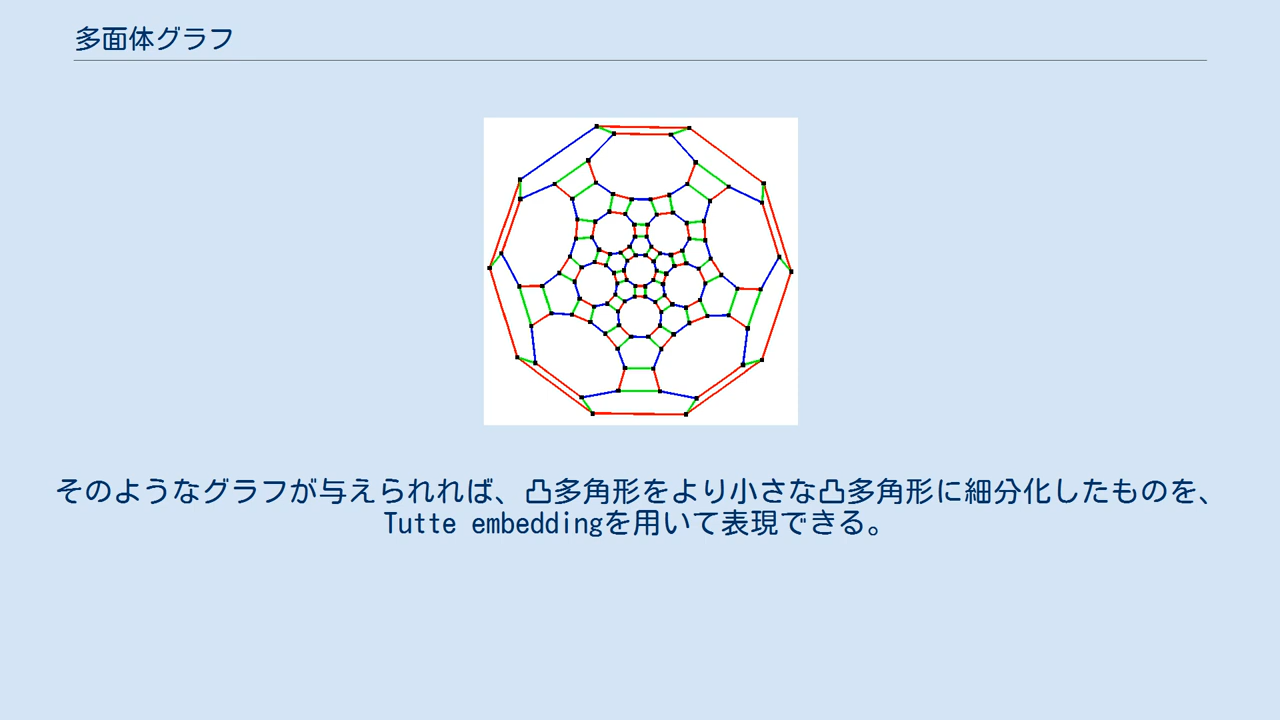 多面体グラフ
そのようなグラフが与えられれば、凸多角形をより小さな凸多角形に細分化したものを、
Tutte embeddingを用いて表現できる。